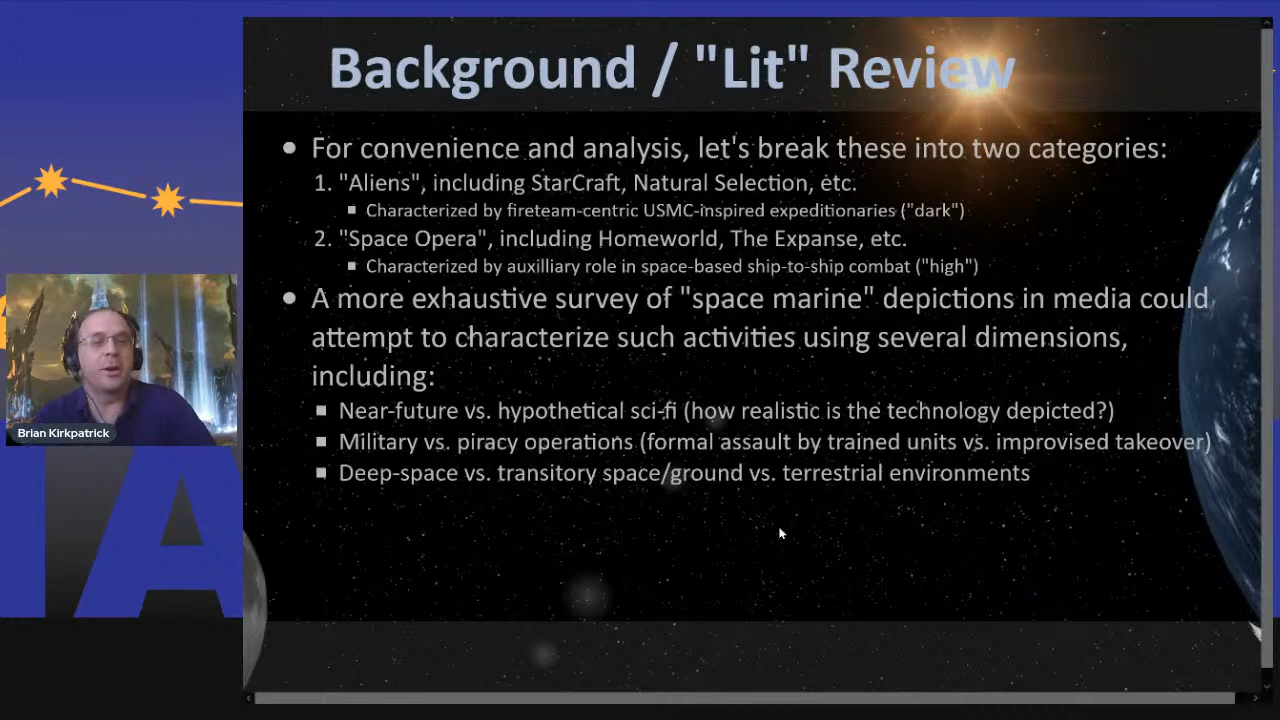 Background / "Lit" Review
● For convenience and analysis, let's break these into two categories:
1. "Aliens", including StarCraft, Natural Selection, etc.
▪ Characterized by fireteam-centric USMC-inspired expeditionaries ("dark")
2. "Space Opera", including Homeworld, The Expanse, etc.
▪ Characterized by auxilliary role in space-based ship-to-ship combat ("high")
● A more exhaustive survey of "space marine" depictions in media could
attempt to characterize such activities using several dimensions,
including:
▪ Near-future vs. hypothetical sci-fi (how realistic is the technology depicted?)
▪ Military vs. piracy operations (formal assault by trained units vs. improvised takeover)
▪ Deep-space vs. transitory space/ground vs. terrestrial environments
Brian Kirkpatrick